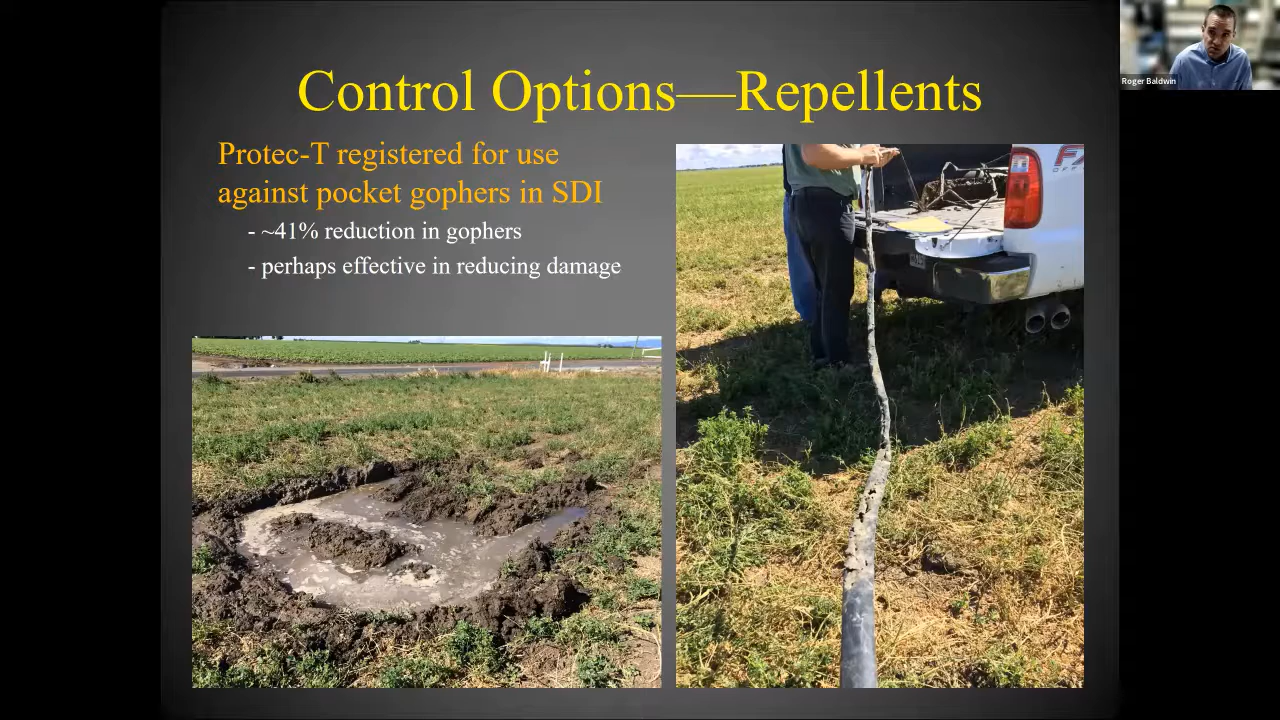 Control Options—Repellents
Protec-T registered for use
against pocket gophers in SDI
- ~41% reduction in gophers
- perhaps effective in reducing damage
Roger Baldwin